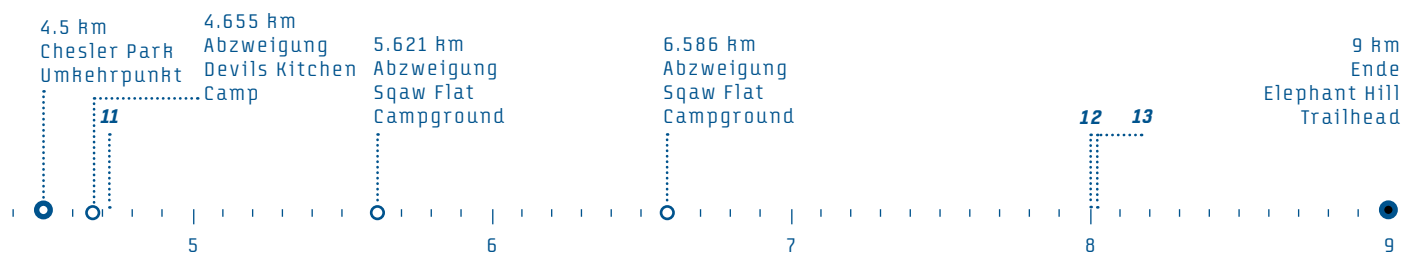 4.5 km
Chesler Park
Umkehrpunkt
4.655 km
Abzweigung
Devils Kitchen
Camp
11
5.621 km
Abzweigung
Sqaw Flat
Campground
6.586 km
Abzweigung
Sqaw Flat
Campground
12 13
9 km
Ende
Elephant Hill
Trailhead
5 6 7 8 9